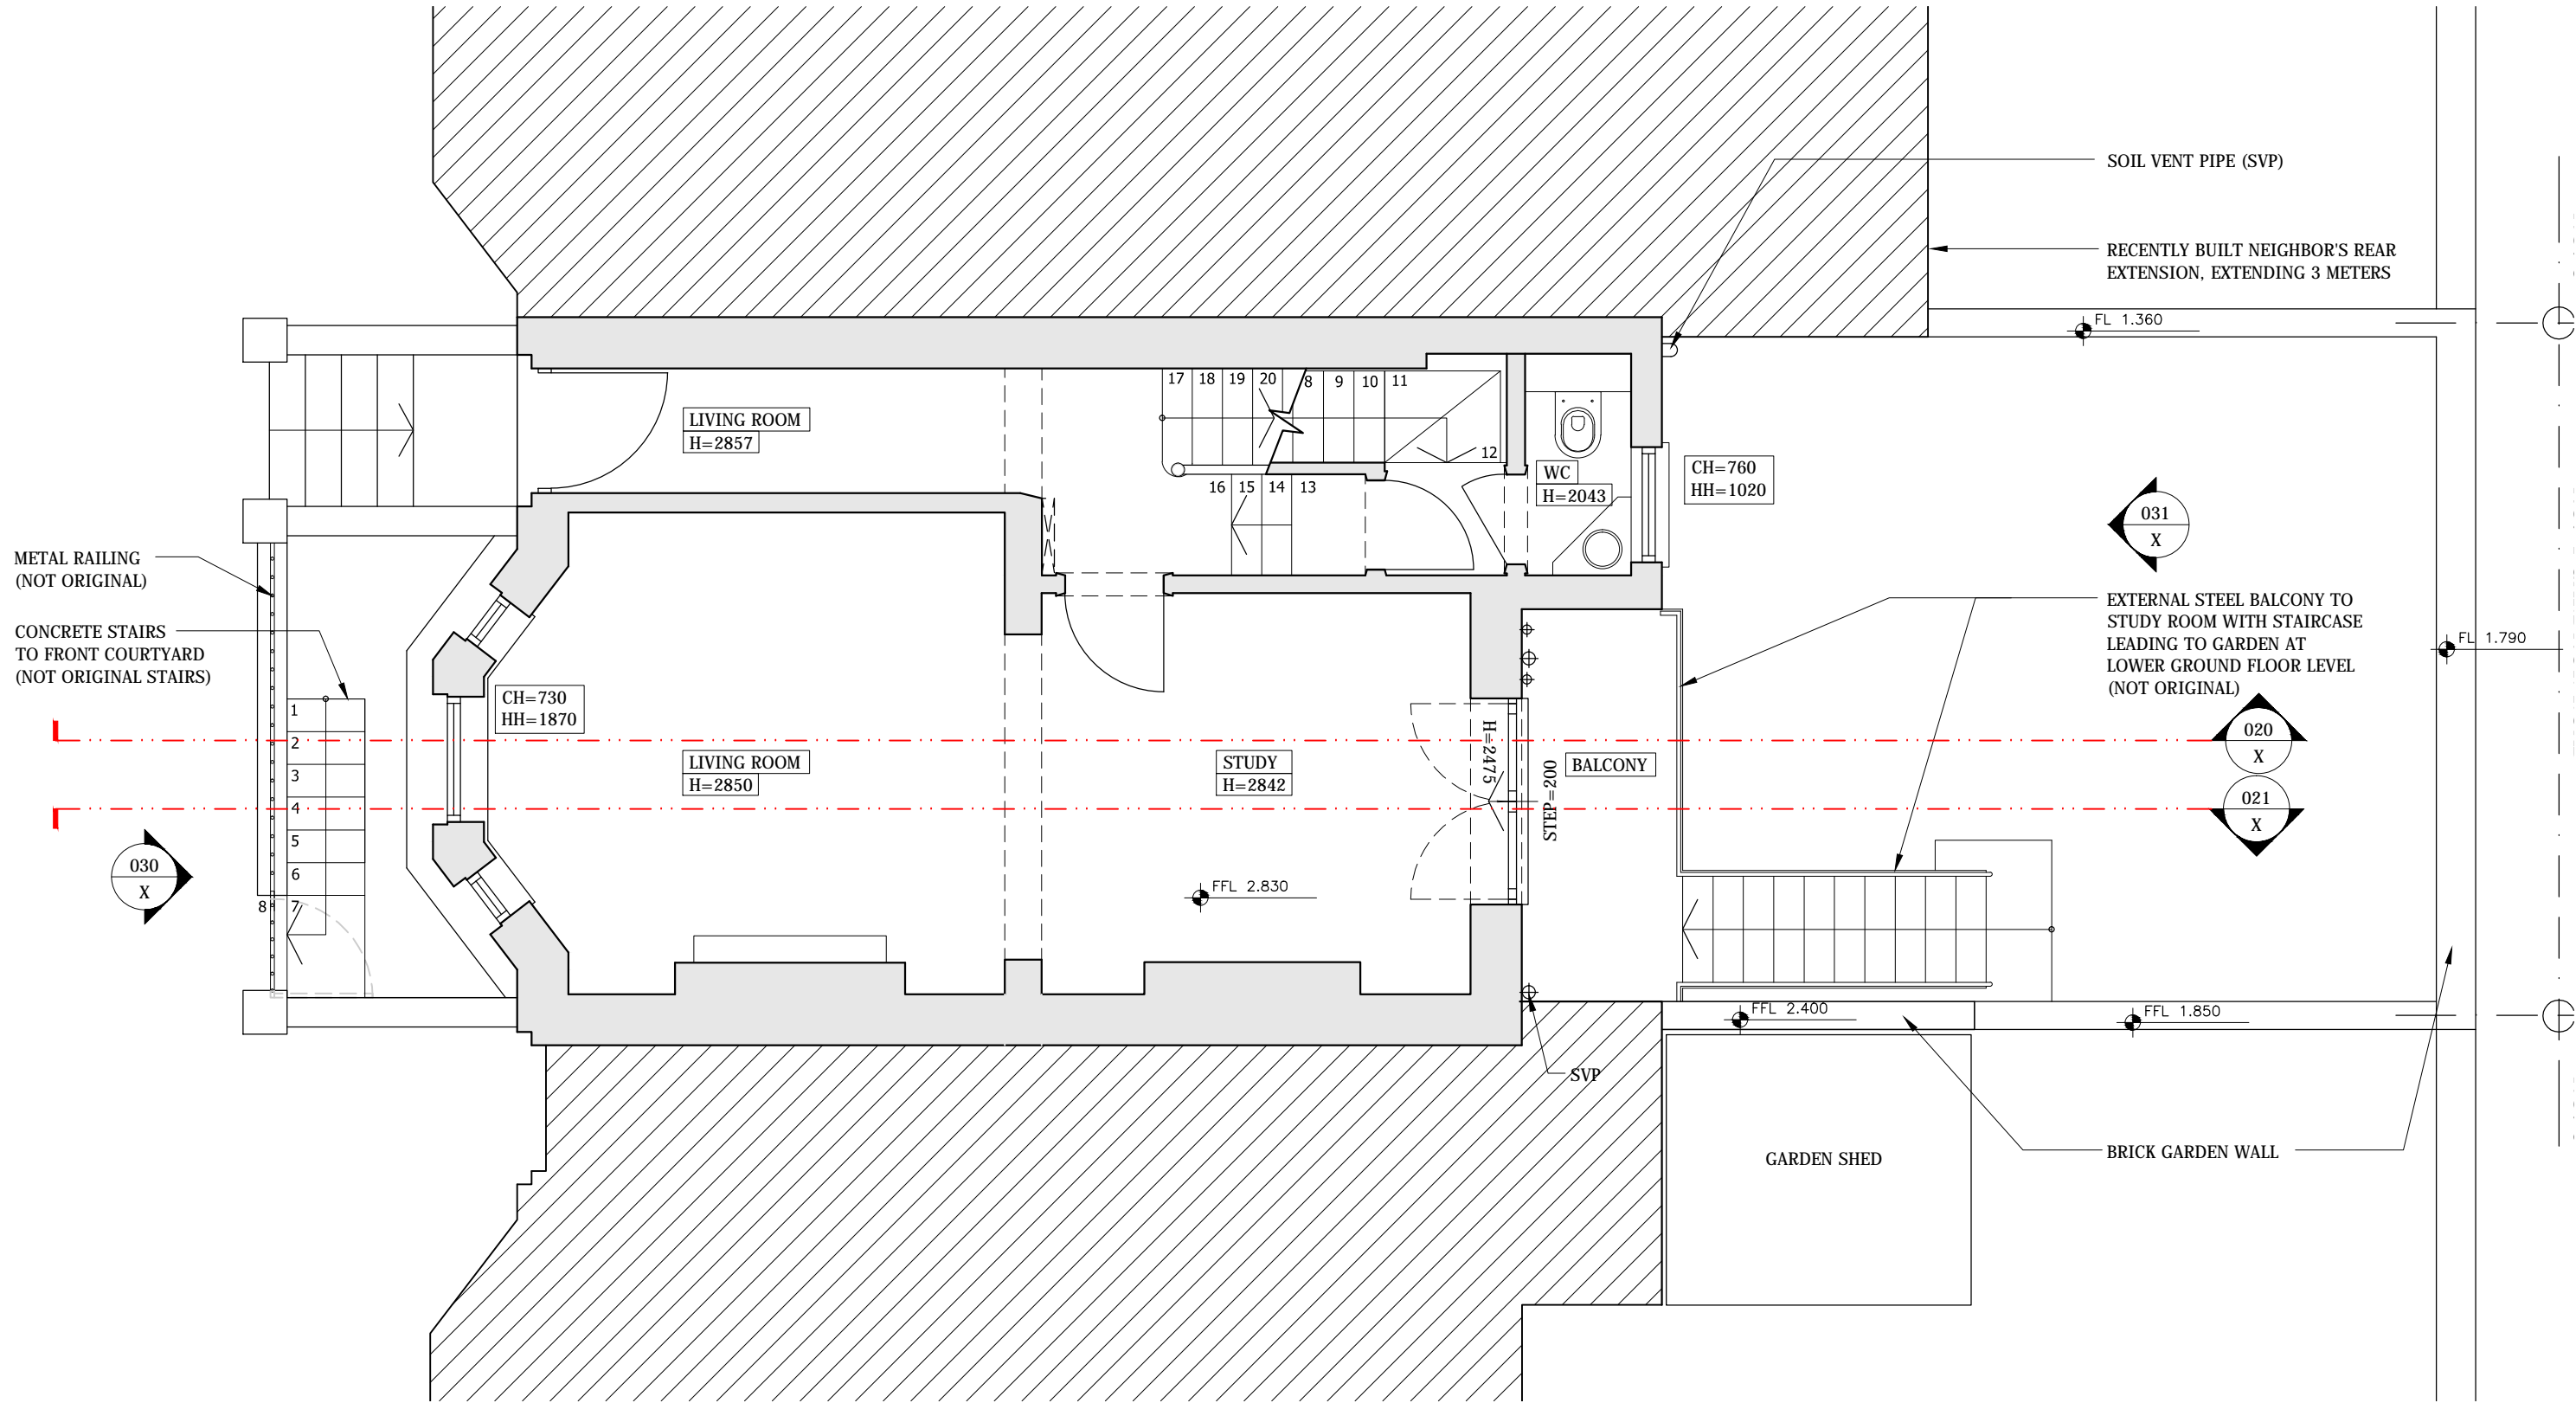 SOIL VENT PIPE (SVP)
RECENTLY BUILT NEIGHBOR'S REAR
EXTENSION, EXTENDING 3 METERS
FL 1.360
17 18 19 20 8 9 10 11
LIVING ROOM
H=2857
12
WC
H=2043
CH=760
HH=1020
16 15 14 13
031
X
METAL RAILING
(NOT ORIGINAL)
CONCRETE STAIRS
TO FRONT COURTYARD
(NOT ORIGINAL STAIRS)
EXTERNAL STEEL BALCONY TO
STUDY ROOM WITH STAIRCASE
LEADING TO GARDEN AT
LOWER GROUND FLOOR LEVEL
(NOT ORIGINAL)
FL 1.790
CH=730
HH=1870
1
2
3
4
5
6
7
8
020
X
021
X
LIVING ROOM
H=2850
STUDY
H=2842
H=2475
STEP=200
BALCONY
030
X
FFL 2.830
FFL 2.400
FFL 1.850
SVP
BRICK GARDEN WALL
GARDEN SHED